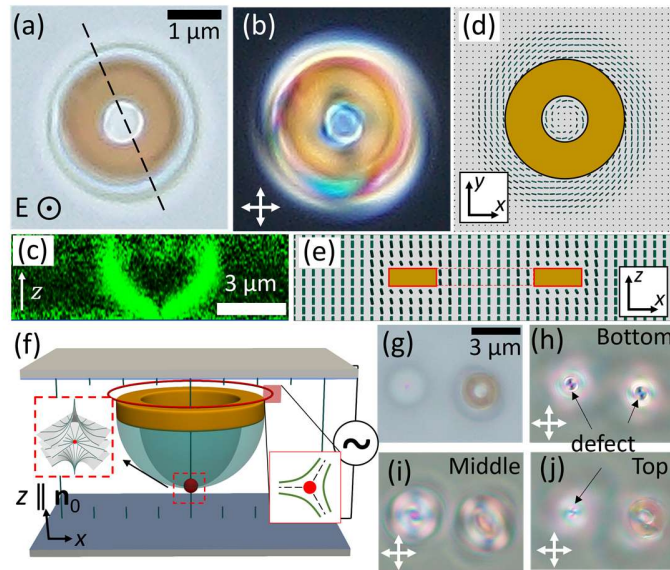 (a)
1 µm
E
(b)
(d)
y
x
(c)
z
3 µm
(e)
z
x
(f)
z ∥ n₀
x
~
(g)
3 µm
(h)
Bottom
defect
(i)
Middle
(j)
Top